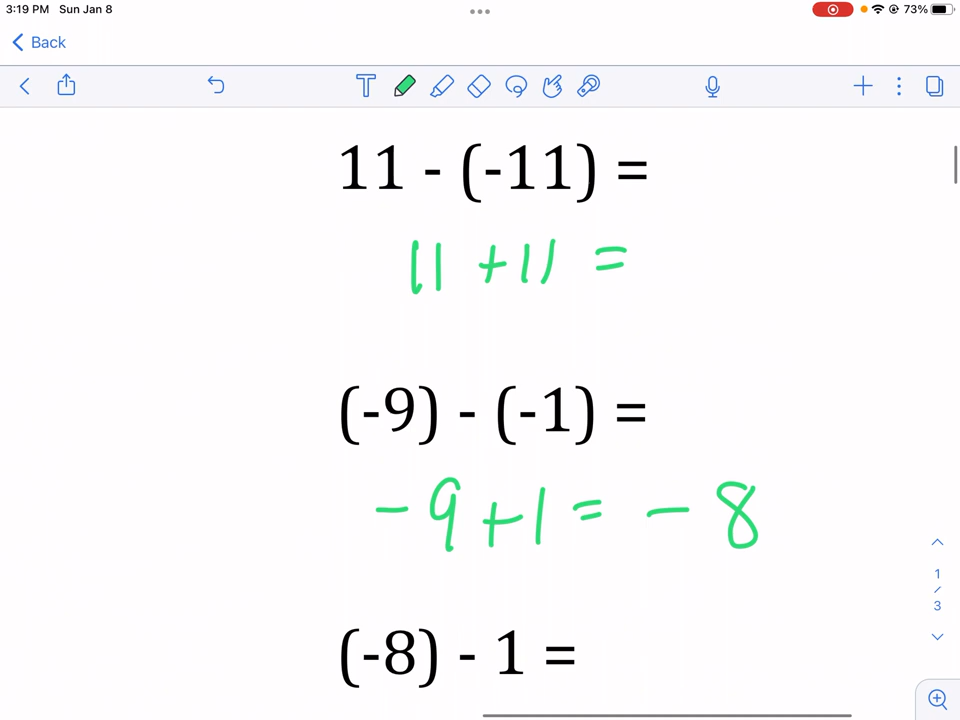 3:19 PM Sun Jan 8
73%
Back
T
11 - (-11) =
11 + 11 =
(-9) - (-1) =
- 9 + 1 = - 8
1
/
3
(-8) - 1 =